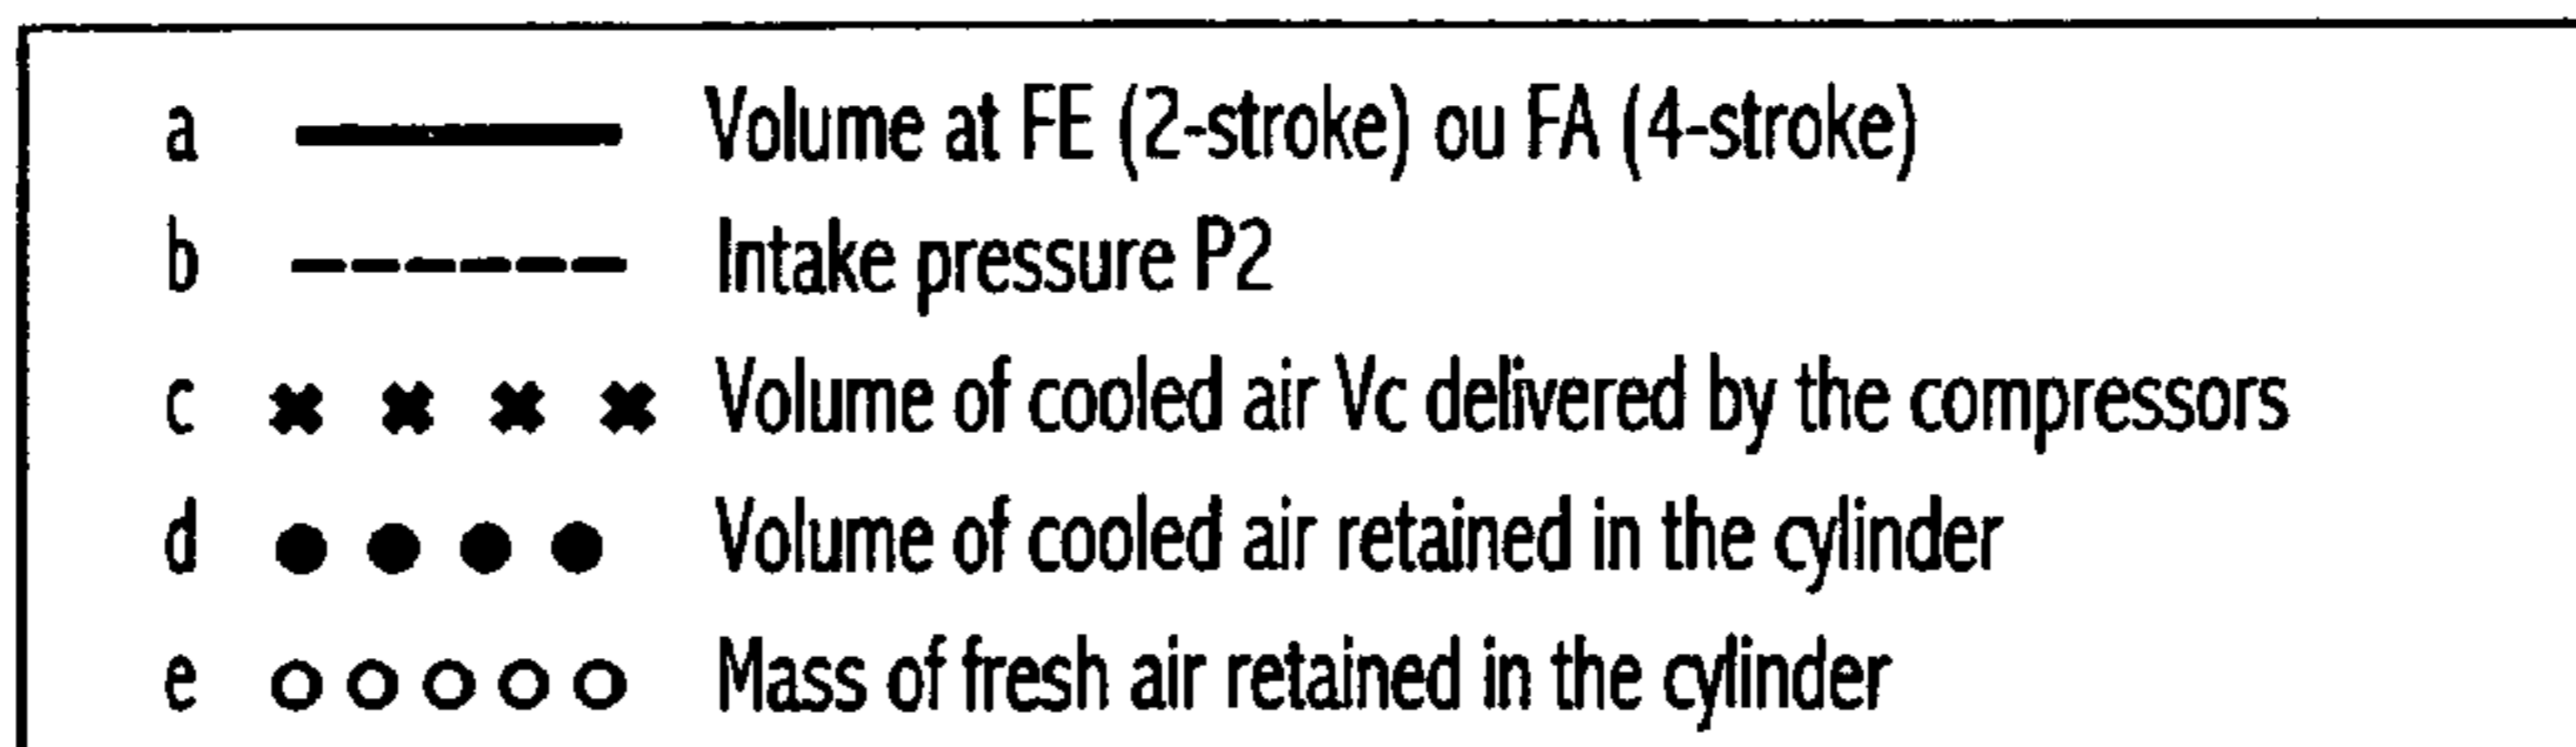 a Volume at FE (2-stroke) ou FA (4-stroke)
b Intake pressure P2
c Volume of cooled air Vc delivered by the compressors
d Volume of cooled air retained in the cylinder
e Mass of fresh air retained in the cylinder